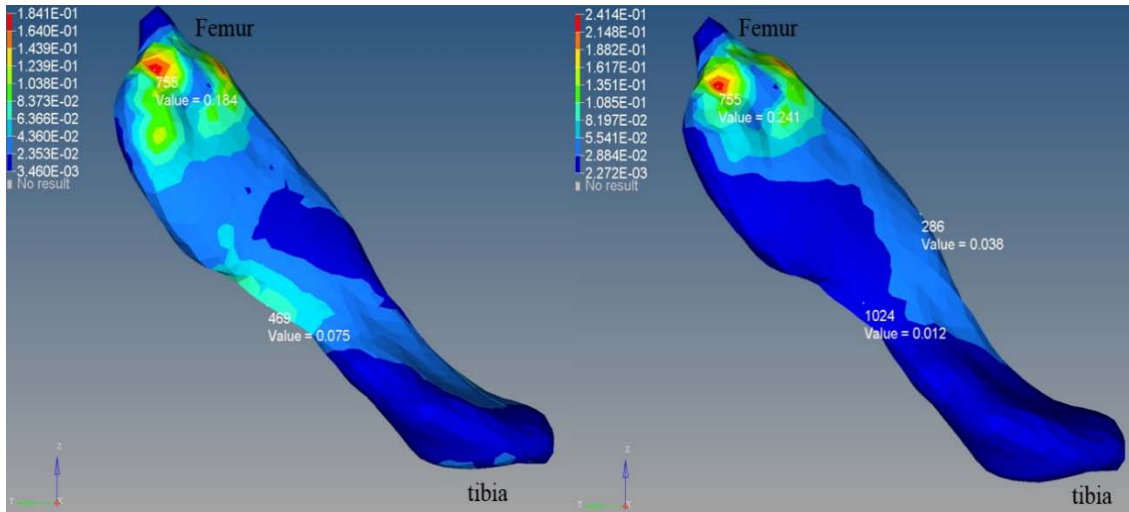 1.841E-01
1.640E-01
1.439E-01
1.239E-01
1.038E-01
8.373E-02
6.366E-02
4.360E-02
2.353E-02
3.460E-03
No result
Femur
755
Value = 0.184
469
Value = 0.075
tibia
Z
Y
X
2.414E-01
2.148E-01
1.882E-01
1.617E-01
1.351E-01
1.085E-01
8.197E-02
5.541E-02
2.884E-02
2.272E-03
No result
Femur
755
Value = 0.241
286
Value = 0.038
1024
Value = 0.012
tibia
Z
Y
X